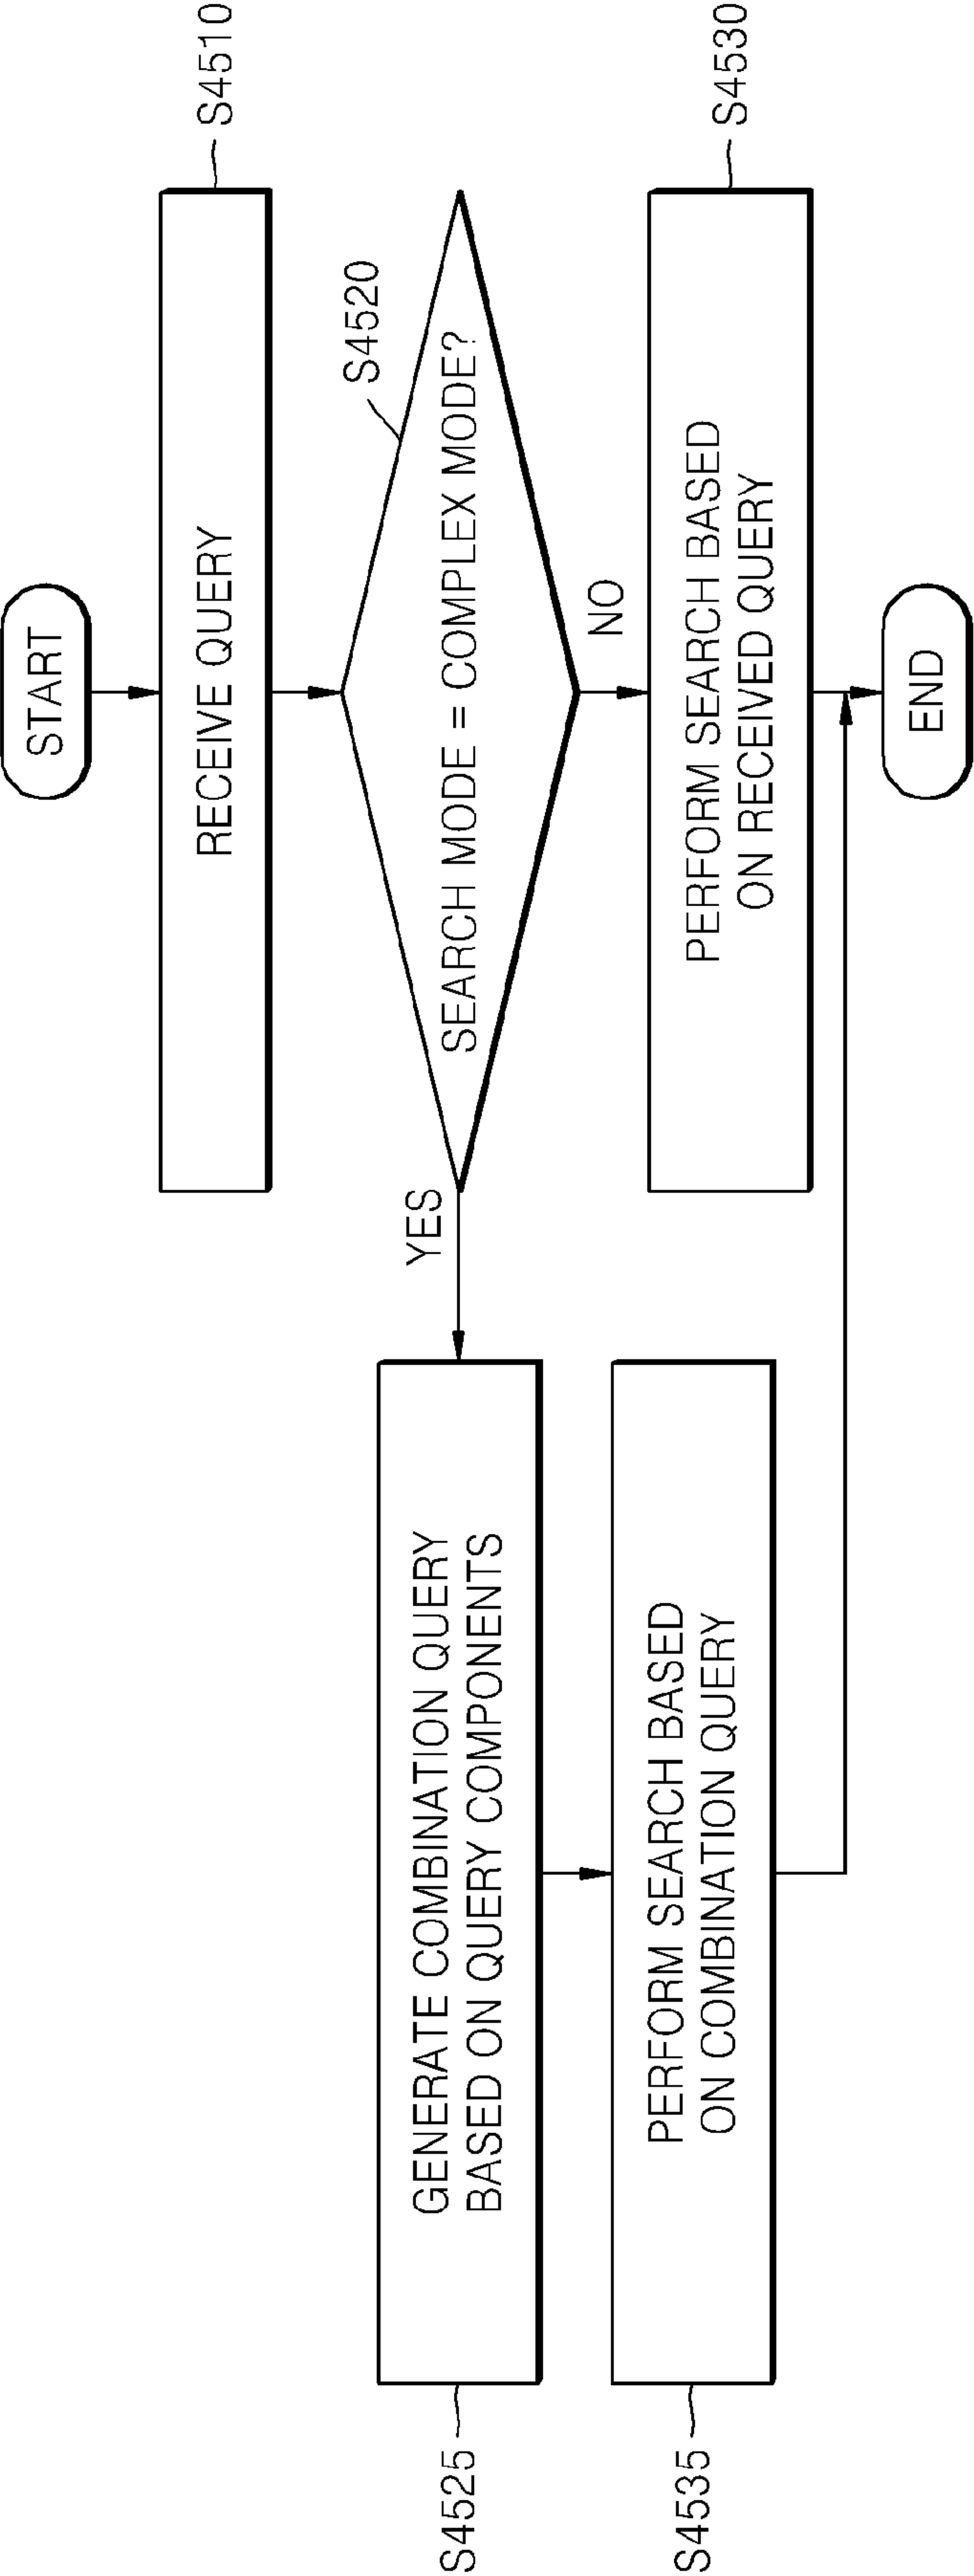 START
RECEIVE QUERY
S4510
S4520
SEARCH MODE = COMPLEX MODE?
YES
NO
GENERATE COMBINATION QUERY
BASED ON QUERY COMPONENTS
S4525
PERFORM SEARCH BASED
ON RECEIVED QUERY
S4530
PERFORM SEARCH BASED
ON COMBINATION QUERY
S4535
END